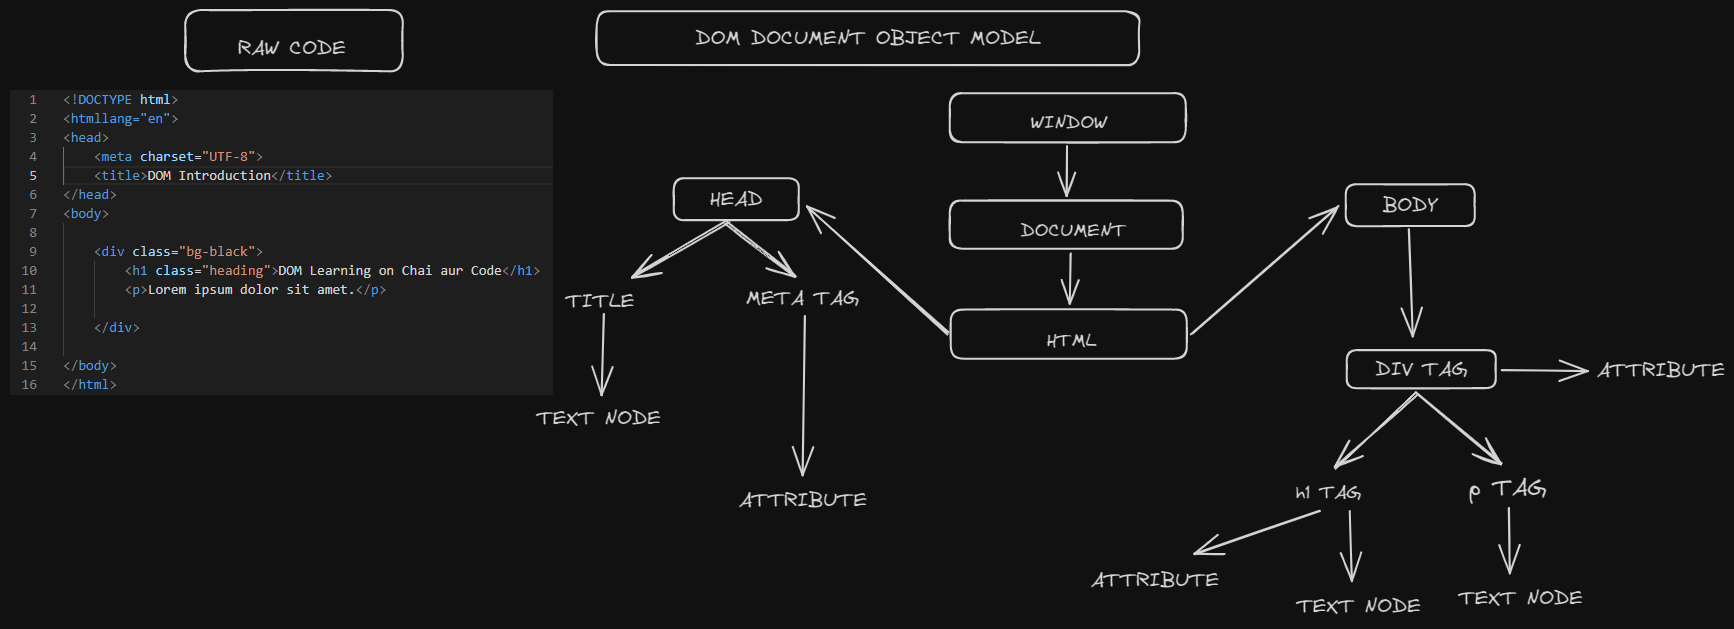 RAW CODE
DOM DOCUMENT OBJECT MODEL
1 <!DOCTYPE html>
2 <htmllang="en">
3 <head>
4 <meta charset="UTF-8">
5 <title>DOM Introduction</title>
6 </head>
7 <body>
8
9 <div class="bg-black">
10 <h1 class="heading">DOM Learning on Chai aur Code</h1>
11 <p>Lorem ipsum dolor sit amet.</p>
12
13 </div>
14
15 </body>
16 </html>
WINDOW
DOCUMENT
HTML
HEAD
TITLE
META TAG
TEXT NODE
ATTRIBUTE
BODY
DIV TAG
ATTRIBUTE
h1 TAG
p TAG
ATTRIBUTE
TEXT NODE
TEXT NODE